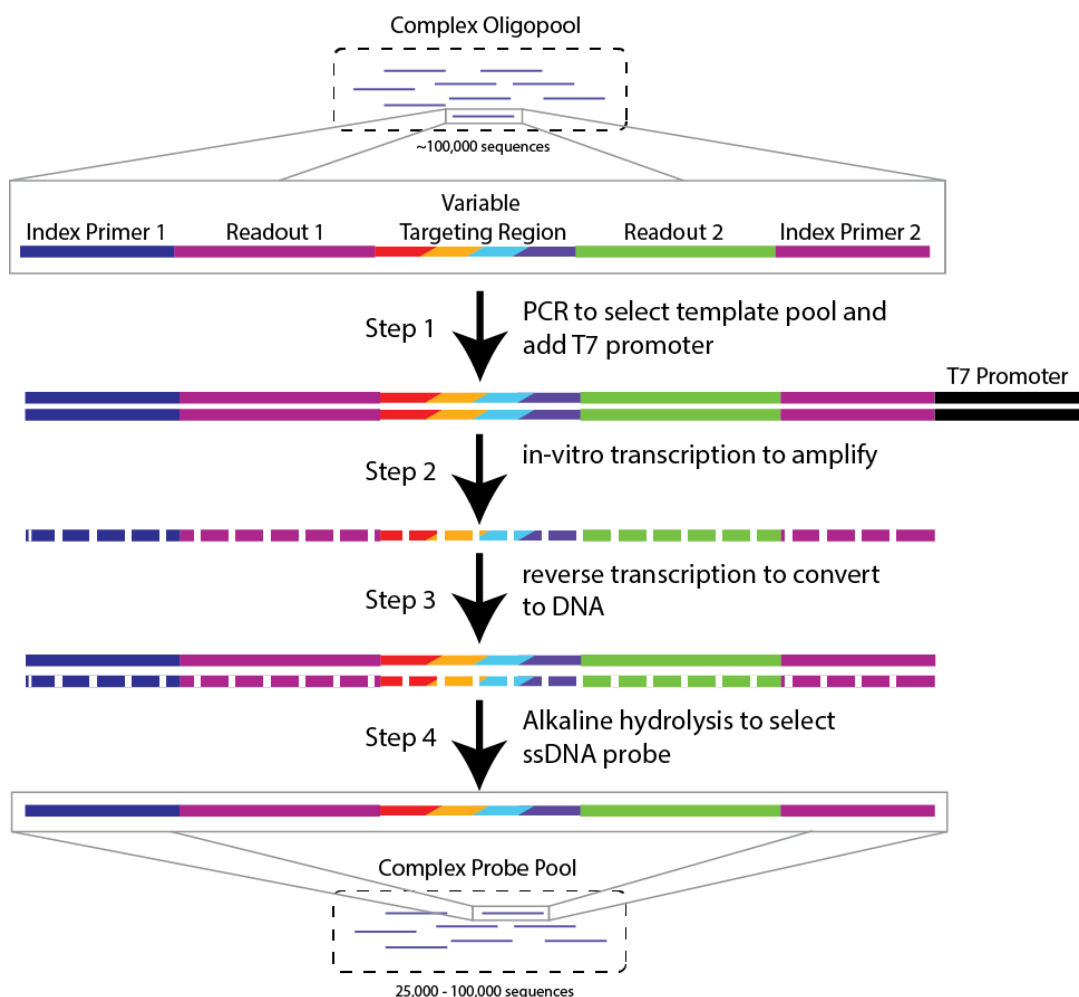 Complex Oligopool
~100,000 sequences
Variable
Index Primer 1 Readout 1 Targeting Region Readout 2 Index Primer 2
Step 1
PCR to select template pool and
add T7 promoter
T7 Promoter
Step 2
in-vitro transcription to amplify
Step 3
reverse transcription to convert
to DNA
Step 4
Alkaline hydrolysis to select
ssDNA probe
Complex Probe Pool
25,000 - 100,000 sequences